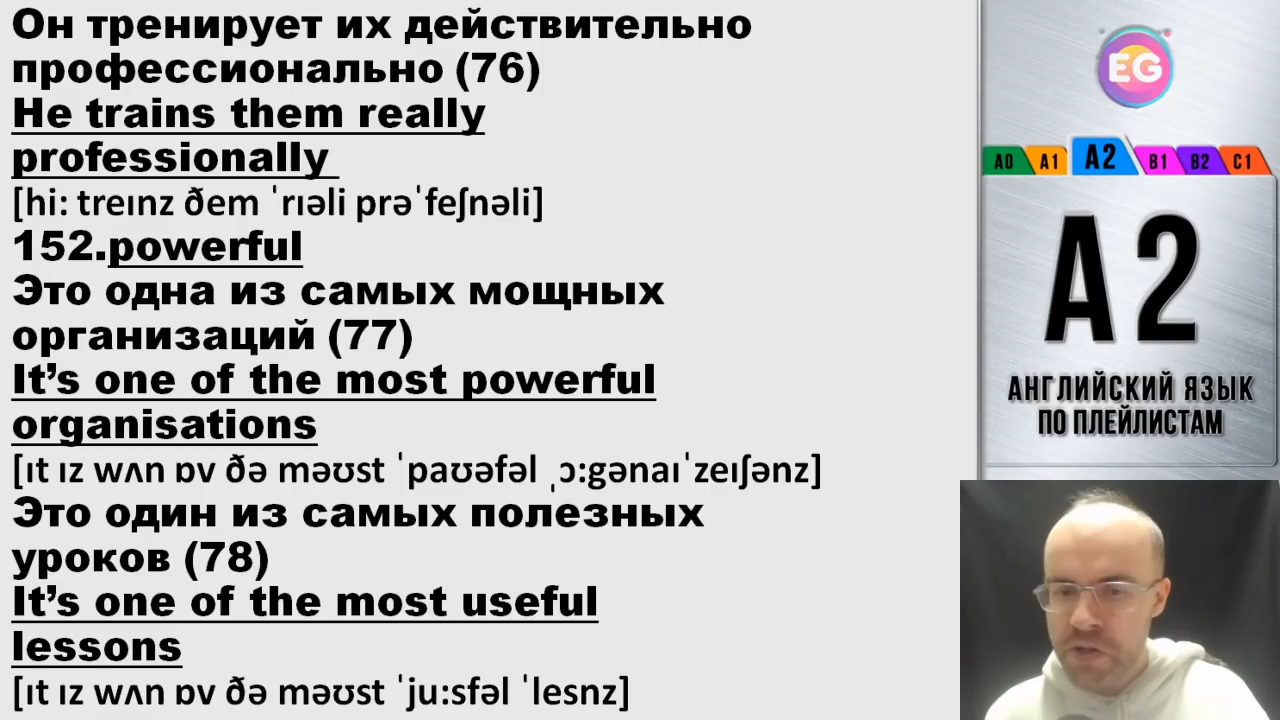 Он тренирует их действительно
профессионально (76)
He trains them really
professionally
[hi: treɪnz ðem ˈrɪəli prəˈfeʃnəli]
152.powerful
Это одна из самых мощных
организаций (77)
It’s one of the most powerful
organisations
[ɪt ɪz wʌn ɒv ðə məʊst ˈpaʊəfəl ˌɔ:gənaɪˈzeɪʃənz]
Это один из самых полезных
уроков (78)
It’s one of the most useful
lessons
[ɪt ɪz wʌn ɒv ðə məʊst ˈju:sfəl ˈlesnz]
EG
A0 A1 A2 B1 B2 C1
A2
АНГЛИЙСКИЙ ЯЗЫК
ПО ПЛЕЙЛИСТАМ